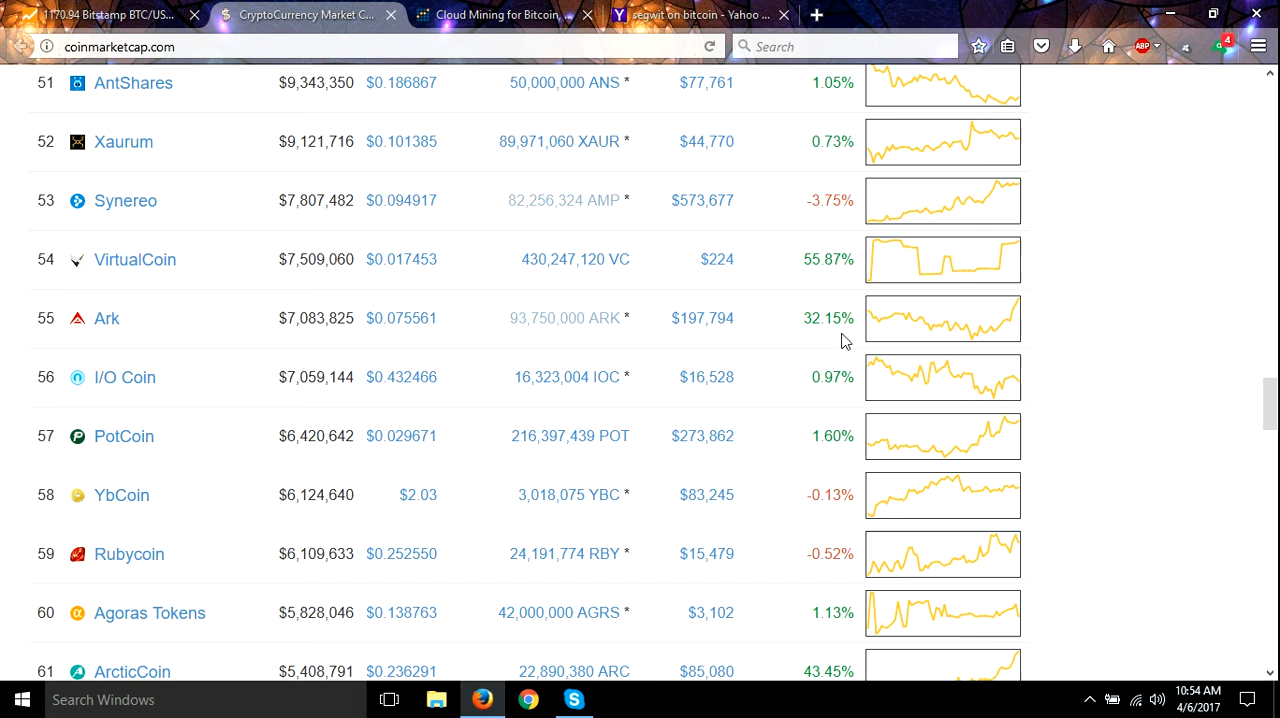 1170.94 Bitstamp BTC/US... CryptoCurrency Market C... Cloud Mining for Bitcoin, ... segwit on bitcoin - Yahoo ...
coinmarketcap.com Search ABP 4
51 AntShares $9,343,350 $0.186867 50,000,000 ANS * $77,761 1.05%
52 Xaurum $9,121,716 $0.101385 89,971,060 XAUR * $44,770 0.73%
53 Synereo $7,807,482 $0.094917 82,256,324 AMP * $573,677 -3.75%
54 VirtualCoin $7,509,060 $0.017453 430,247,120 VC $224 55.87%
55 Ark $7,083,825 $0.075561 93,750,000 ARK * $197,794 32.15%
56 I/O Coin $7,059,144 $0.432466 16,323,004 IOC * $16,528 0.97%
57 PotCoin $6,420,642 $0.029671 216,397,439 POT $273,862 1.60%
58 YbCoin $6,124,640 $2.03 3,018,075 YBC * $83,245 -0.13%
59 Rubycoin $6,109,633 $0.252550 24,191,774 RBY * $15,479 -0.52%
60 Agoras Tokens $5,828,046 $0.138763 42,000,000 AGRS * $3,102 1.13%
61 ArcticCoin $5,408,791 $0.236291 22,890,380 ARC $85,080 43.45%
Search Windows 10:54 AM
4/6/2017